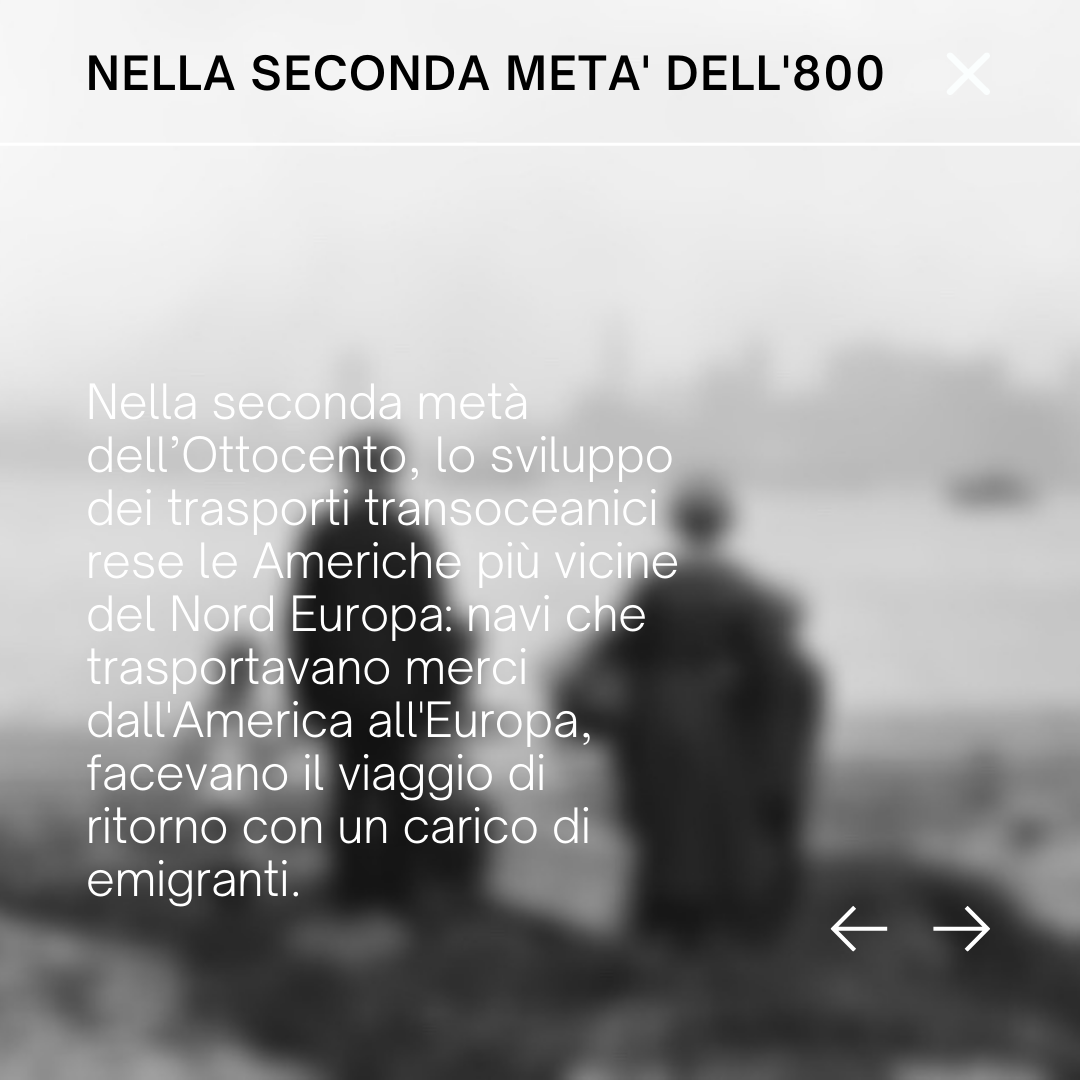 NELLA SECONDA META' DELL'800
Nella seconda metà
dell’Ottocento, lo sviluppo
dei trasporti transoceanici
rese le Americhe più vicine
del Nord Europa: navi che
trasportavano merci
dall'America all'Europa,
facevano il viaggio di
ritorno con un carico di
emigranti.